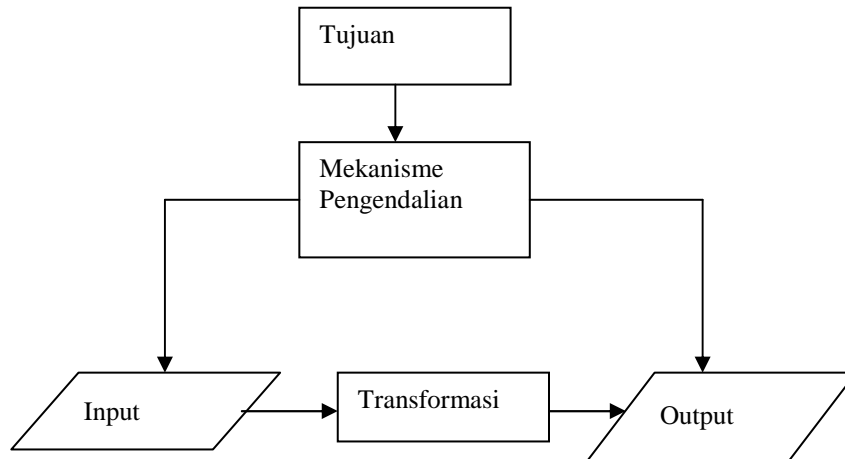 Tujuan
Mekanisme
Pengendalian
Input
Transformasi
Output